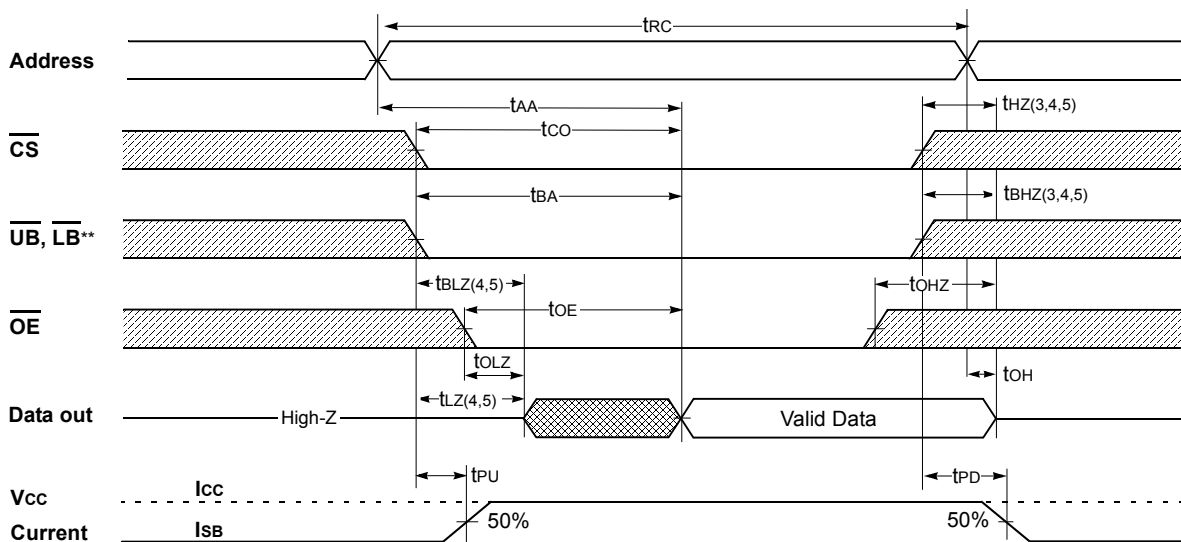 tRC
Address
tAA
tHZ(3,4,5)
tCO
CS
tBA
tBHZ(3,4,5)
UB, LB**
tBLZ(4,5)
tOHZ
tOE
OE
tOLZ
tOH
tLZ(4,5)
Data out
High-Z
Valid Data
tPU
tPD
VCC
ICC
50%
50%
Current
ISB